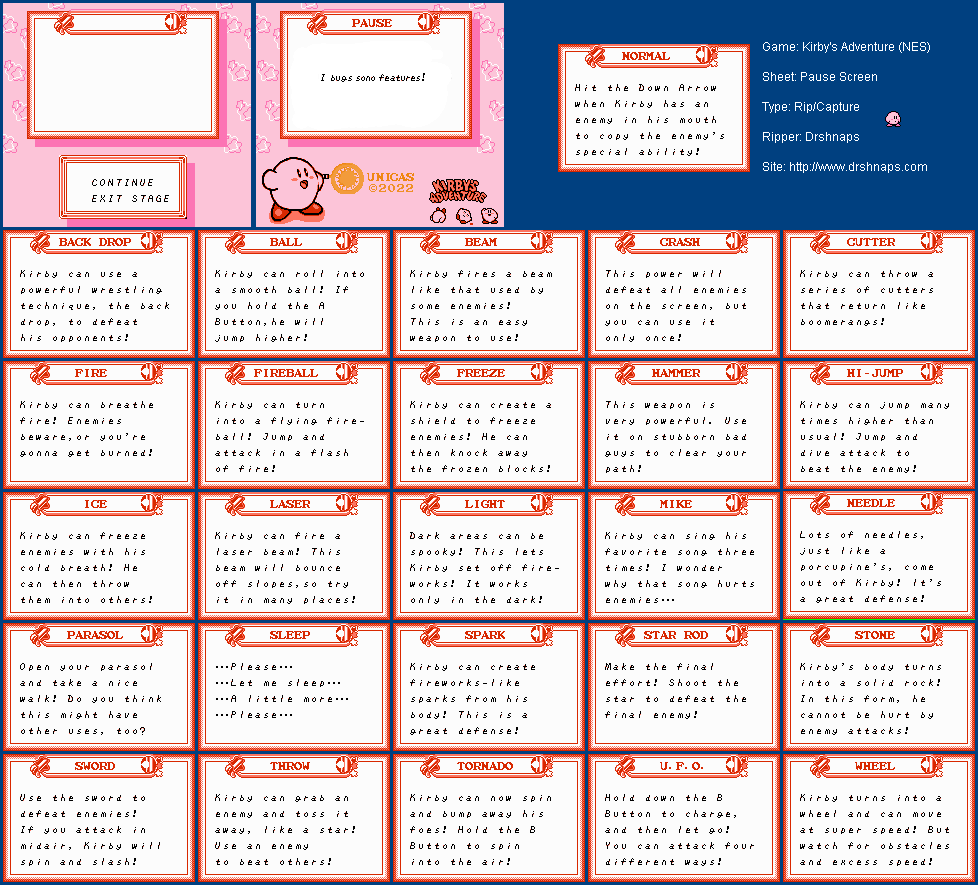 PAUSE
I bugs sono features!
CONTINUE
EXIT STAGE
UNICAS
©2022
KIRBY'S
ADVENTURE
NORMAL
Hit the Down Arrow
when Kirby has an
enemy in his mouth
to copy the enemy's
special ability!
Game: Kirby's Adventure (NES)
Sheet: Pause Screen
Type: Rip/Capture
Ripper: Drshnaps
Site: http://www.drshnaps.com
BACK DROP
Kirby can use a
powerful wrestling
technique, the back
drop, to defeat
his opponents!
BALL
Kirby can roll into
a smooth ball! If
you hold the A
Button,he will
jump higher!
BEAM
Kirby fires a beam
like that used by
some enemies!
This is an easy
weapon to use!
CRASH
This power will
defeat all enemies
on the screen, but
you can use it
only once!
CUTTER
Kirby can throw a
series of cutters
that return like
boomerangs!
FIRE
Kirby can breathe
fire! Enemies
beware,or you're
gonna get burned!
FIREBALL
Kirby can turn
into a flying fire-
ball! Jump and
attack in a flash
of fire!
FREEZE
Kirby can create a
shield to freeze
enemies! He can
then knock away
the frozen blocks!
HAMMER
This weapon is
very powerful. Use
it on stubborn bad
guys to clear your
path!
HI-JUMP
Kirby can jump many
times higher than
usual! Jump and
dive attack to
beat the enemy!
ICE
Kirby can freeze
enemies with his
cold breath! He
can then throw
them into others!
LASER
Kirby can fire a
laser beam! This
beam will bounce
off slopes,so try
it in many places!
LIGHT
Dark areas can be
spooky! This lets
Kirby set off fire-
works! It works
only in the dark!
MIKE
Kirby can sing his
favorite song three
times! I wonder
why that song hurts
enemies…
NEEDLE
Lots of needles,
just like a
porcupine's, come
out of Kirby! It's
a great defense!
PARASOL
Open your parasol
and take a nice
walk! Do you think
this might have
other uses, too?
SLEEP
…Please…
…Let me sleep…
…A little more…
…Please…
SPARK
Kirby can create
fireworks-like
sparks from his
body! This is a
great defense!
STAR ROD
Make the final
effort! Shoot the
star to defeat the
final enemy!
STONE
Kirby's body turns
into a solid rock!
In this form, he
cannot be hurt by
enemy attacks!
SWORD
Use the sword to
defeat enemies!
If you attack in
midair, Kirby will
spin and slash!
THROW
Kirby can grab an
enemy and toss it
away, like a star!
Use an enemy
to beat others!
TORNADO
Kirby can now spin
and bump away his
foes! Hold the B
Button to spin
into the air!
U.F.O.
Hold down the B
Button to charge,
and then let go!
You can attack four
different ways!
WHEEL
Kirby turns into a
wheel and can move
at super speed! But
watch for obstacles
and excess speed!